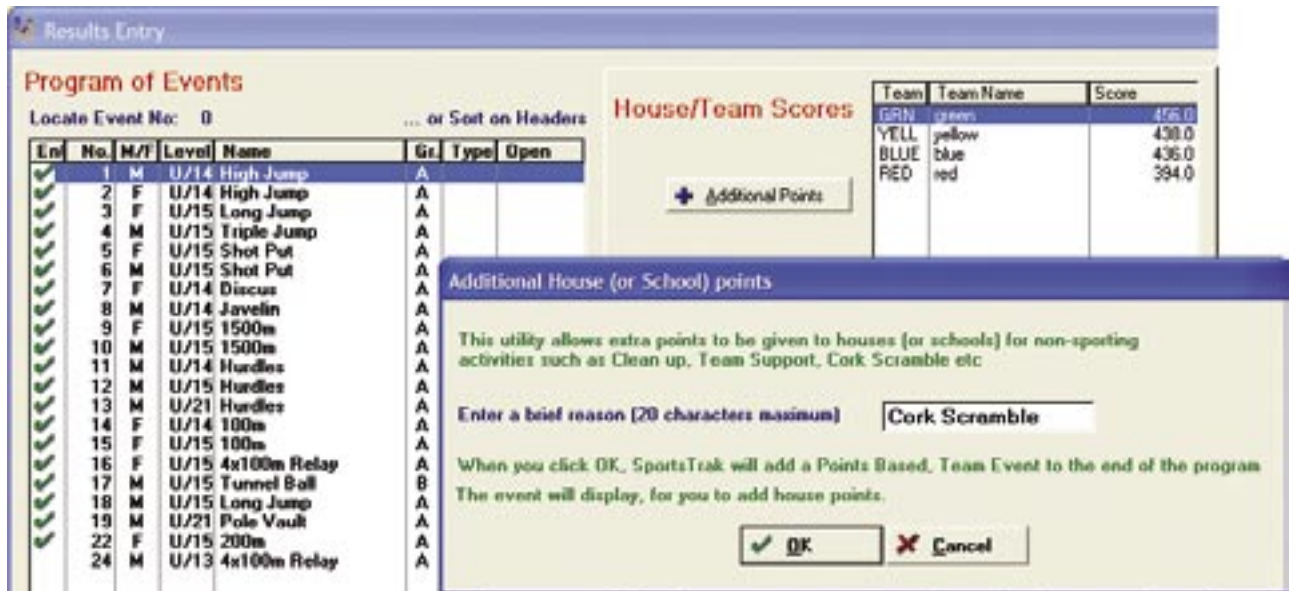 Results Entry
Program of Events
Locate Event No: 0 ... or Sort on Headers
Ent No. M/F Level Name Gr. Type Open
1 M U/14 High Jump A
2 F U/14 High Jump A
3 F U/15 Long Jump A
4 M U/15 Triple Jump A
5 F U/15 Shot Put A
6 M U/15 Shot Put A
7 F U/14 Discus A
8 M U/14 Javelin A
9 F U/15 1500m A
10 M U/15 1500m A
11 M U/14 Hurdles A
12 M U/15 Hurdles A
13 M U/21 Hurdles A
14 F U/14 100m A
15 F U/15 100m A
16 F U/15 4x100m Relay A
17 M U/15 Tunnel Ball B
18 M U/15 Long Jump A
19 M U/21 Pole Vault A
22 F U/15 200m A
24 M U/13 4x100m Relay A
House/Team Scores
Additional Points
Team Team Name Score
GRN green 456.0
YELL yellow 438.0
BLUE blue 436.0
RED red 394.0
Additional House (or School) points
This utility allows extra points to be given to houses (or schools) for non-sporting
activities such as Clean up, Team Support, Cork Scramble etc
Enter a brief reason (20 characters maximum) Cork Scramble
When you click OK, SportsTrak will add a Points Based, Team Event to the end of the program
The event will display, for you to add house points.
OK Cancel